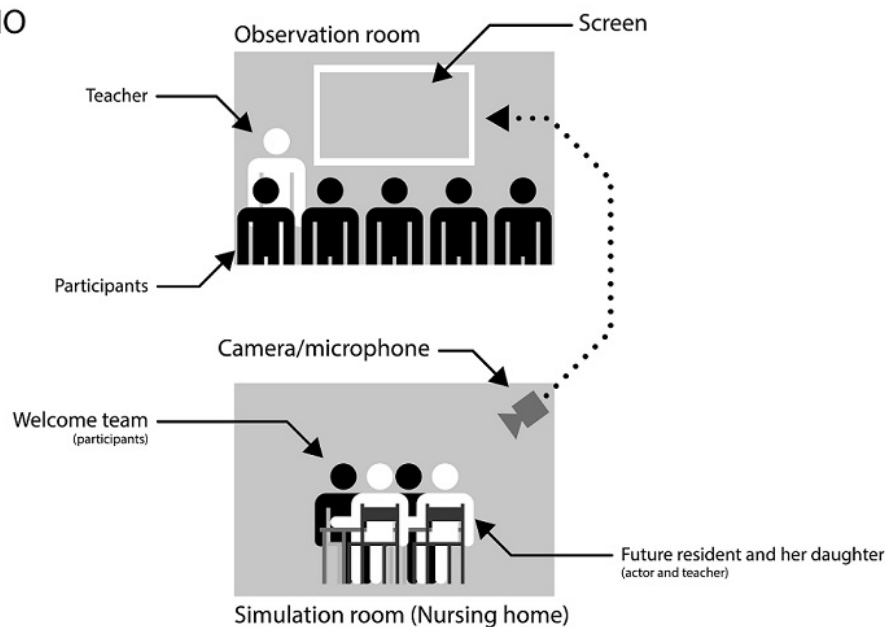 Observation room
Screen
Teacher
Participants
Camera/microphone
Welcome team
(participants)
Future resident and her daughter
(actor and teacher)
Simulation room (Nursing home)